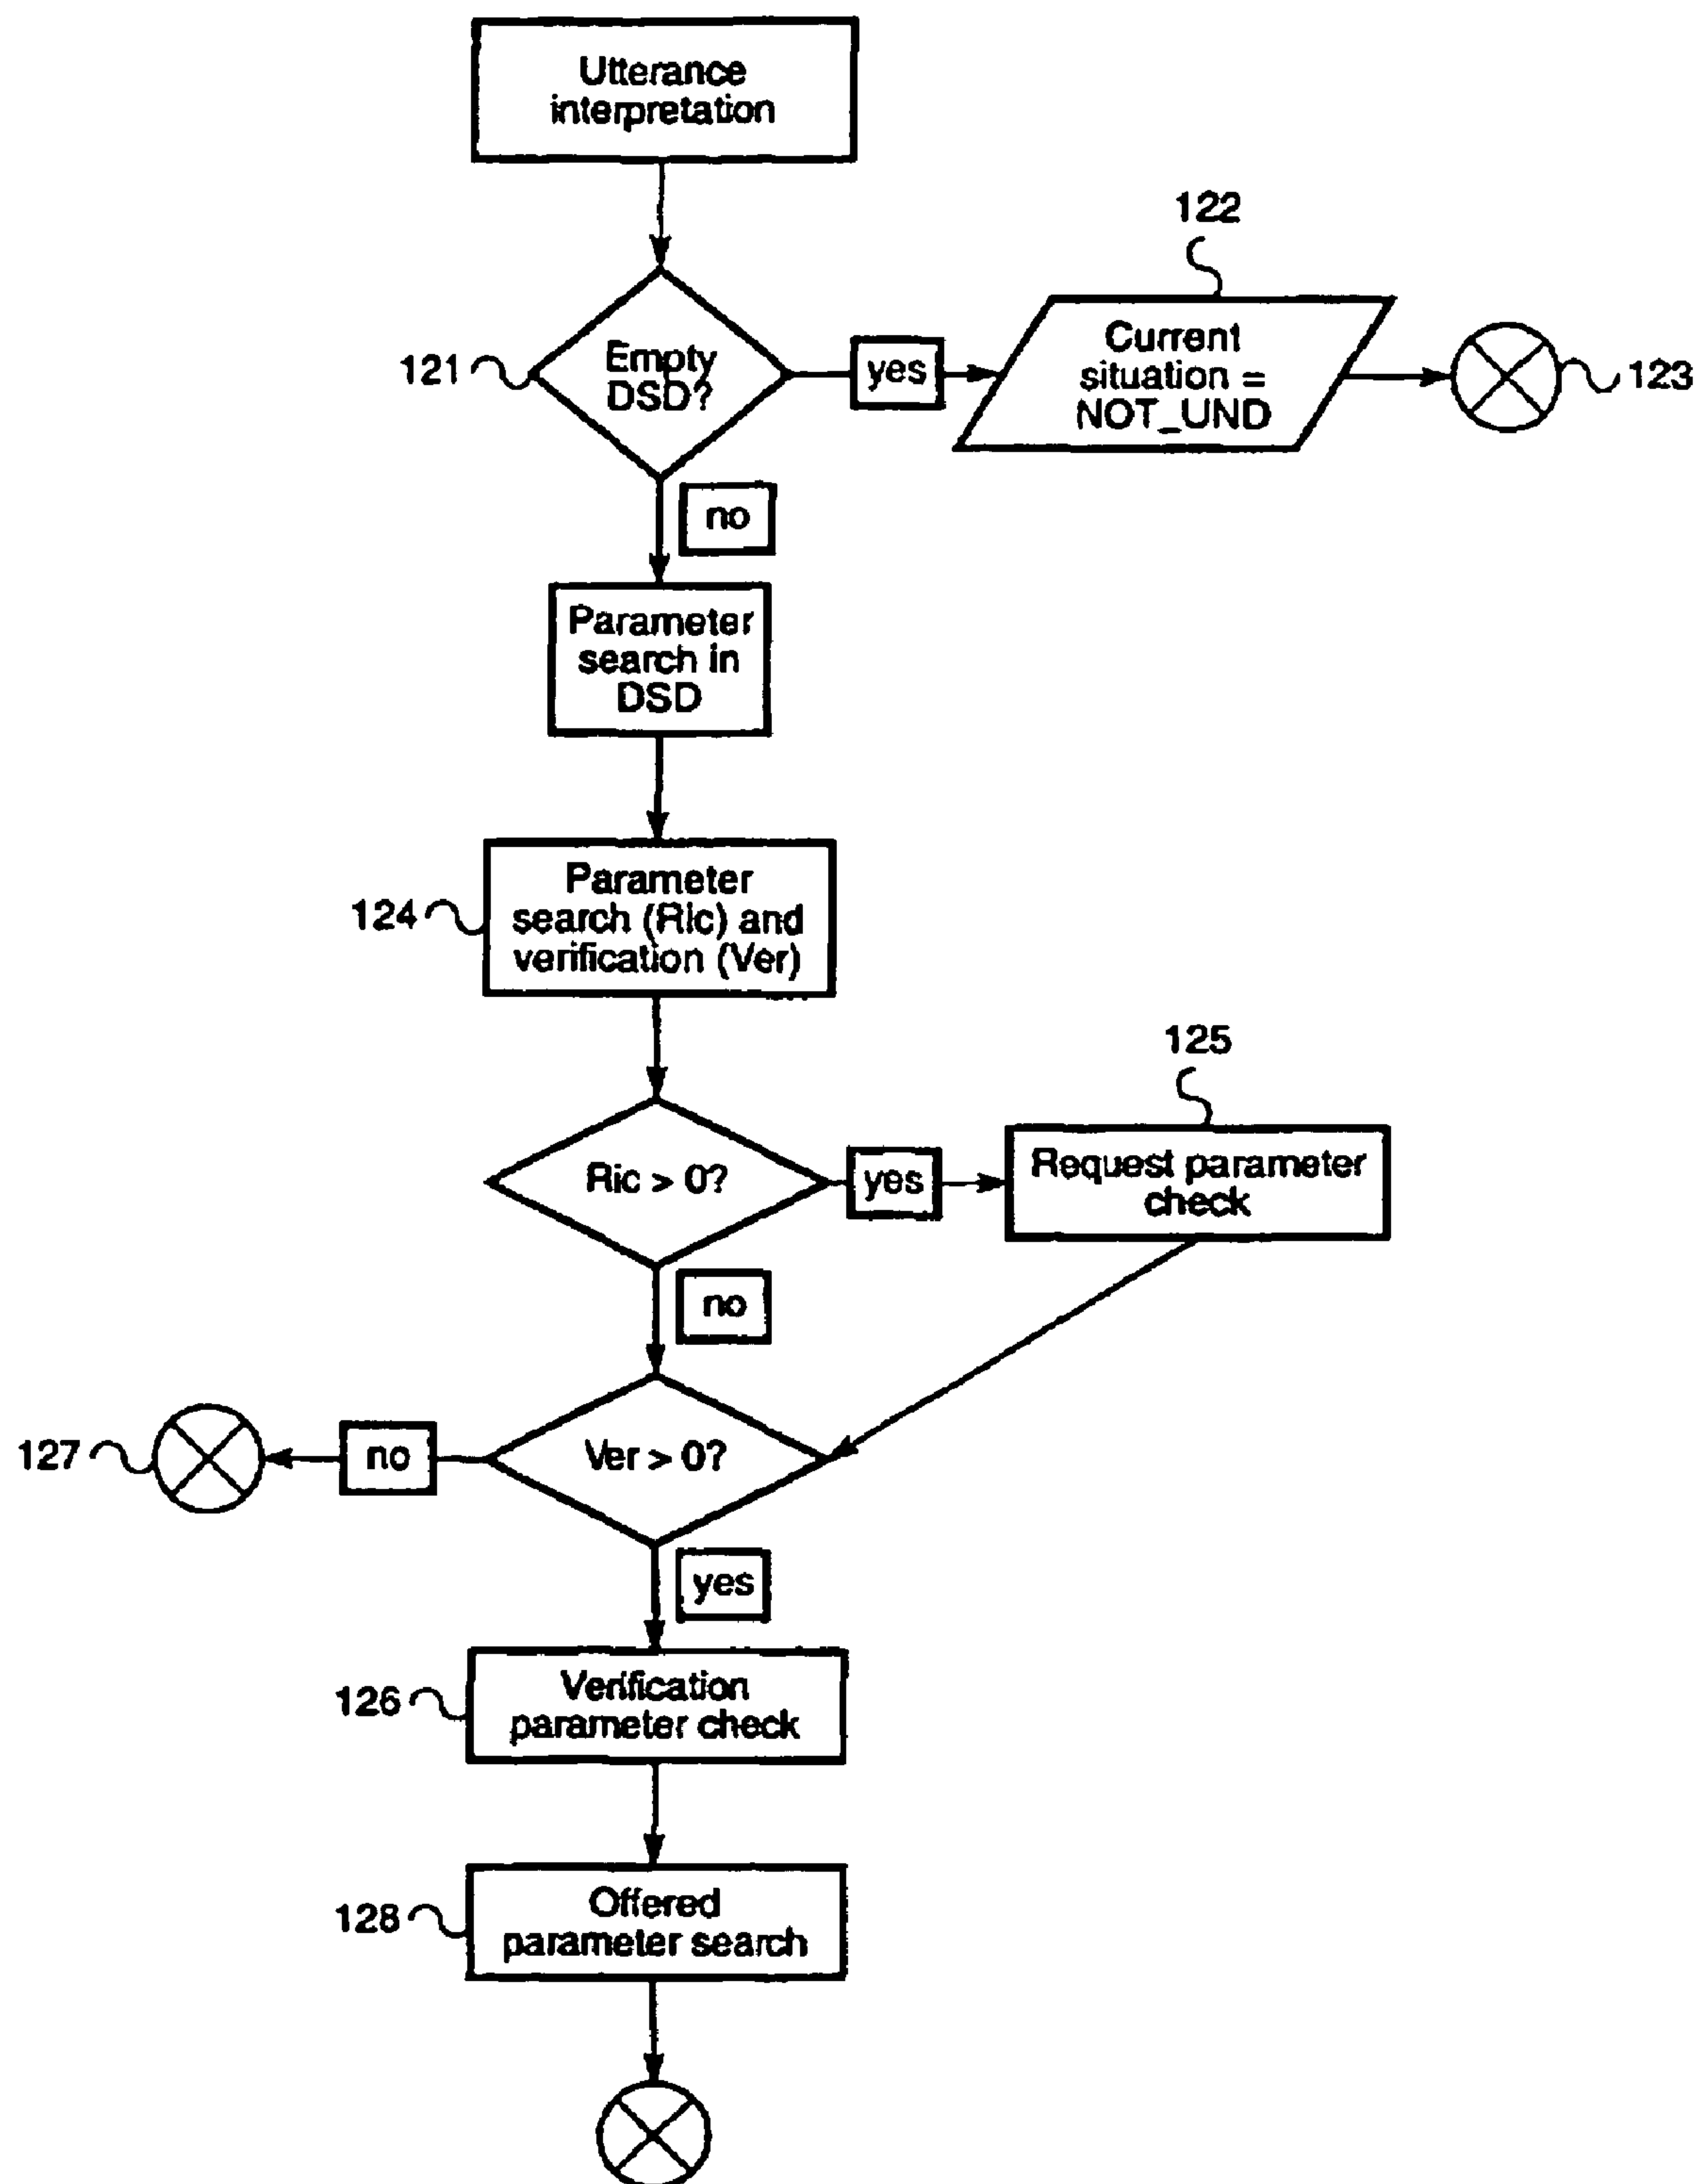 Utterance
interpretation
122
121
Empty
DSD?
yes
Current
situation =
NOT_UND
123
no
Parameter
search in
DSD
124
Parameter
search (Ric) and
verification (Ver)
125
Ric > 0?
yes
Request parameter
check
no
127
no
Ver > 0?
yes
126
Verification
parameter check
128
Offered
parameter search